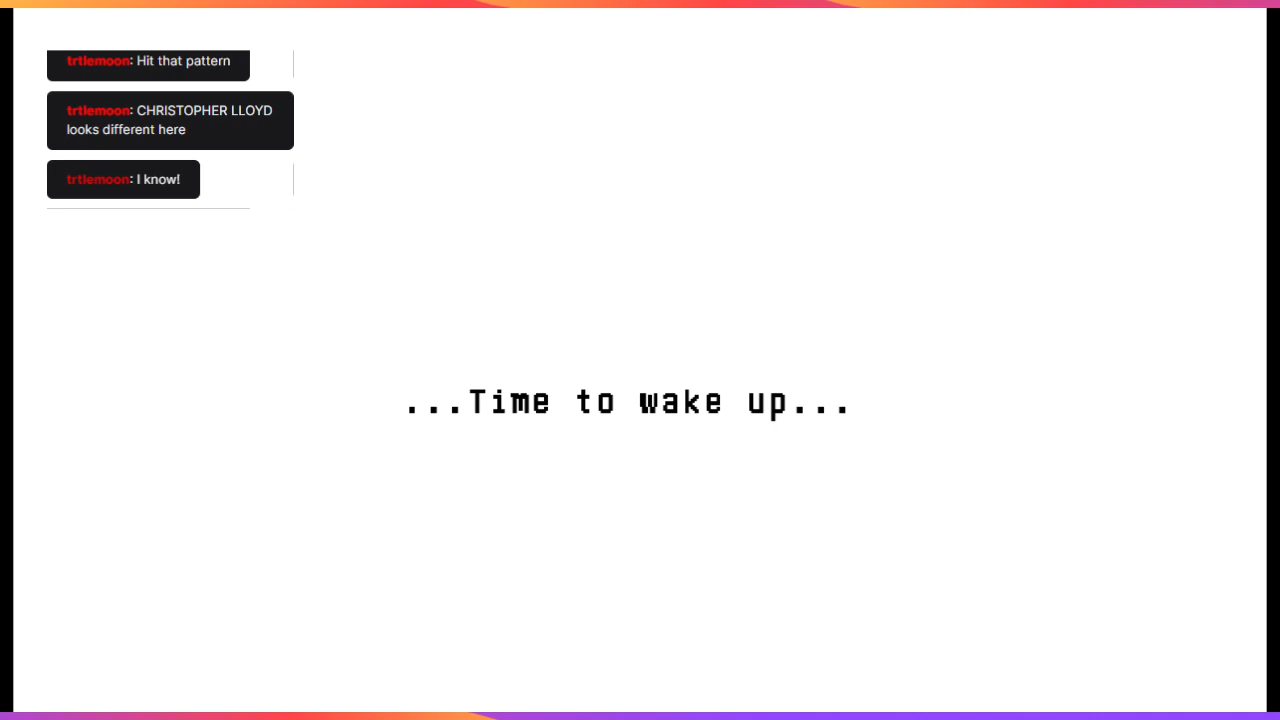 trtlemoon: Hit that pattern
trtlemoon: CHRISTOPHER LLOYD
looks different here
trtlemoon: I know!
...Time to wake up...